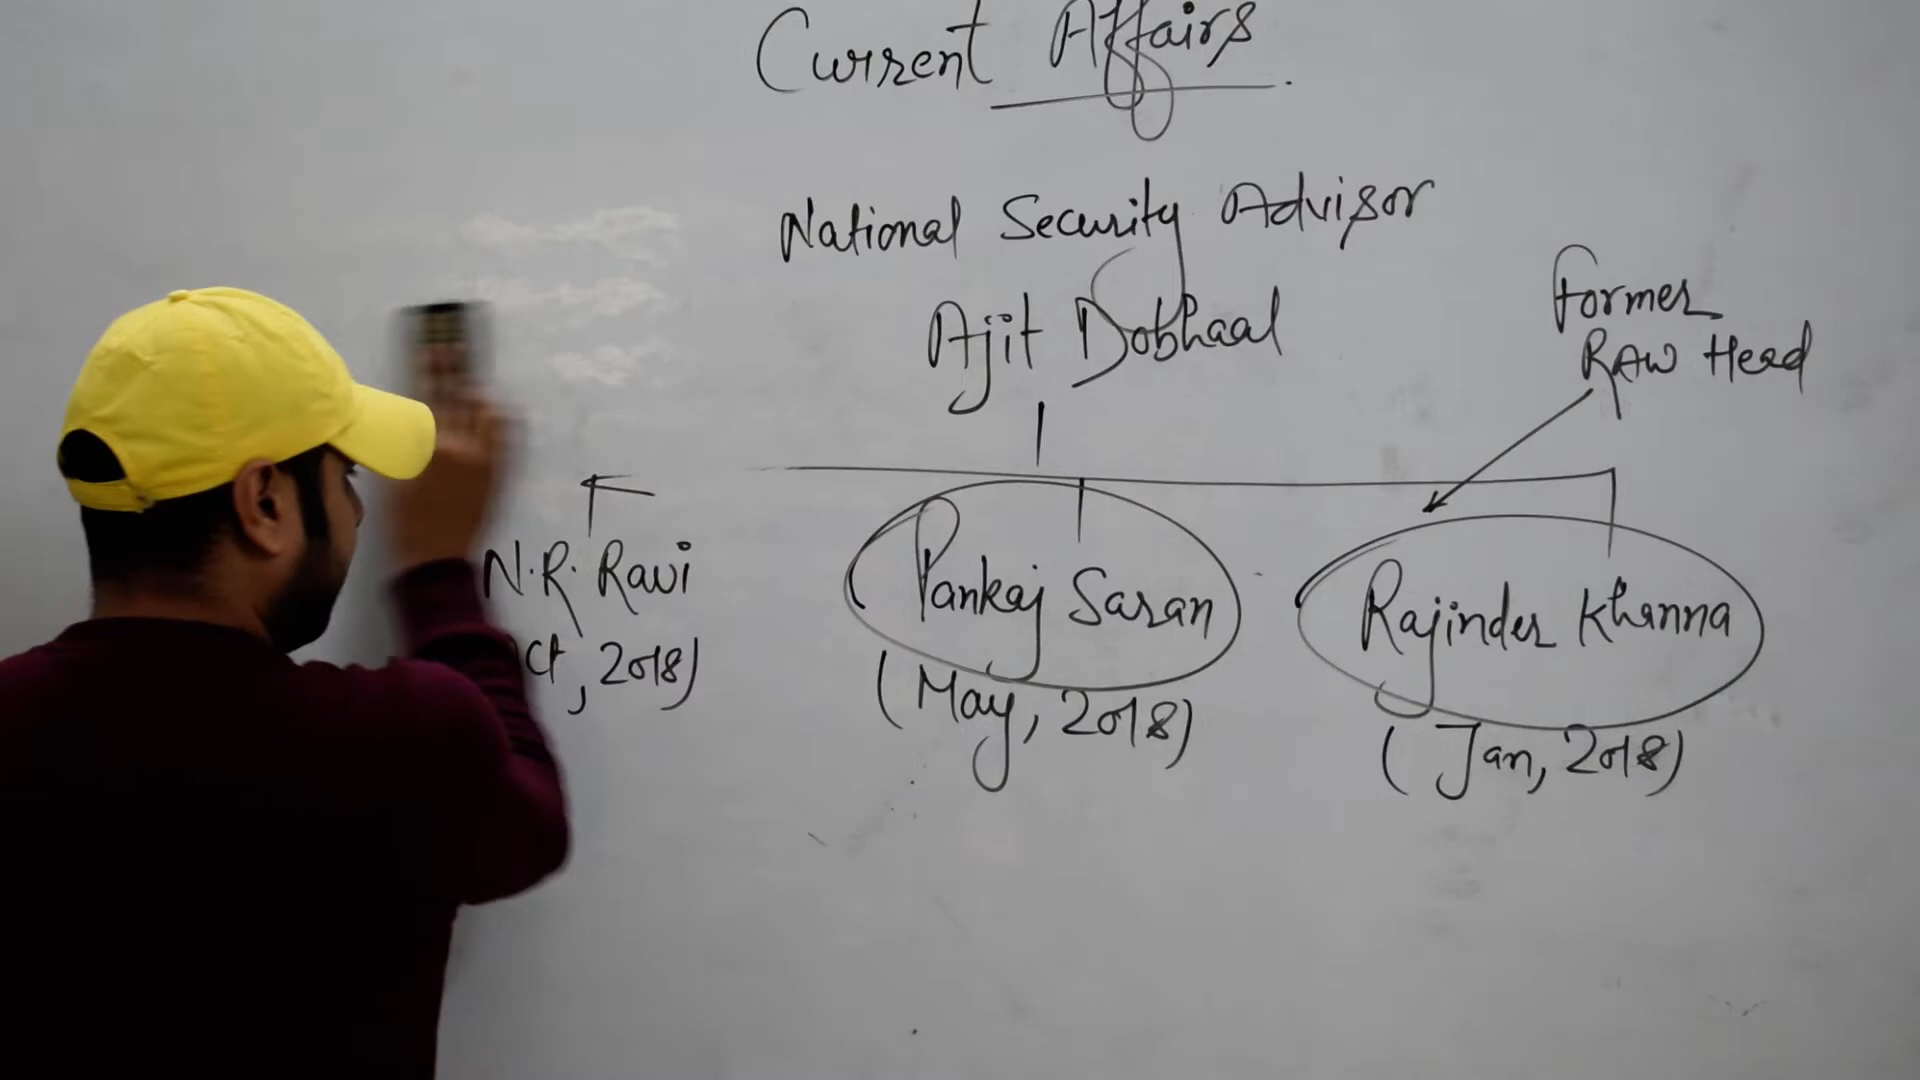 Current Affairs
National Security Advisor
Ajit Dobhaal
Former
RAW Head
N.R. Ravi
ct, 2018)
Pankaj Saran
(May, 2018)
Rajinder Khanna
(Jan, 2018)